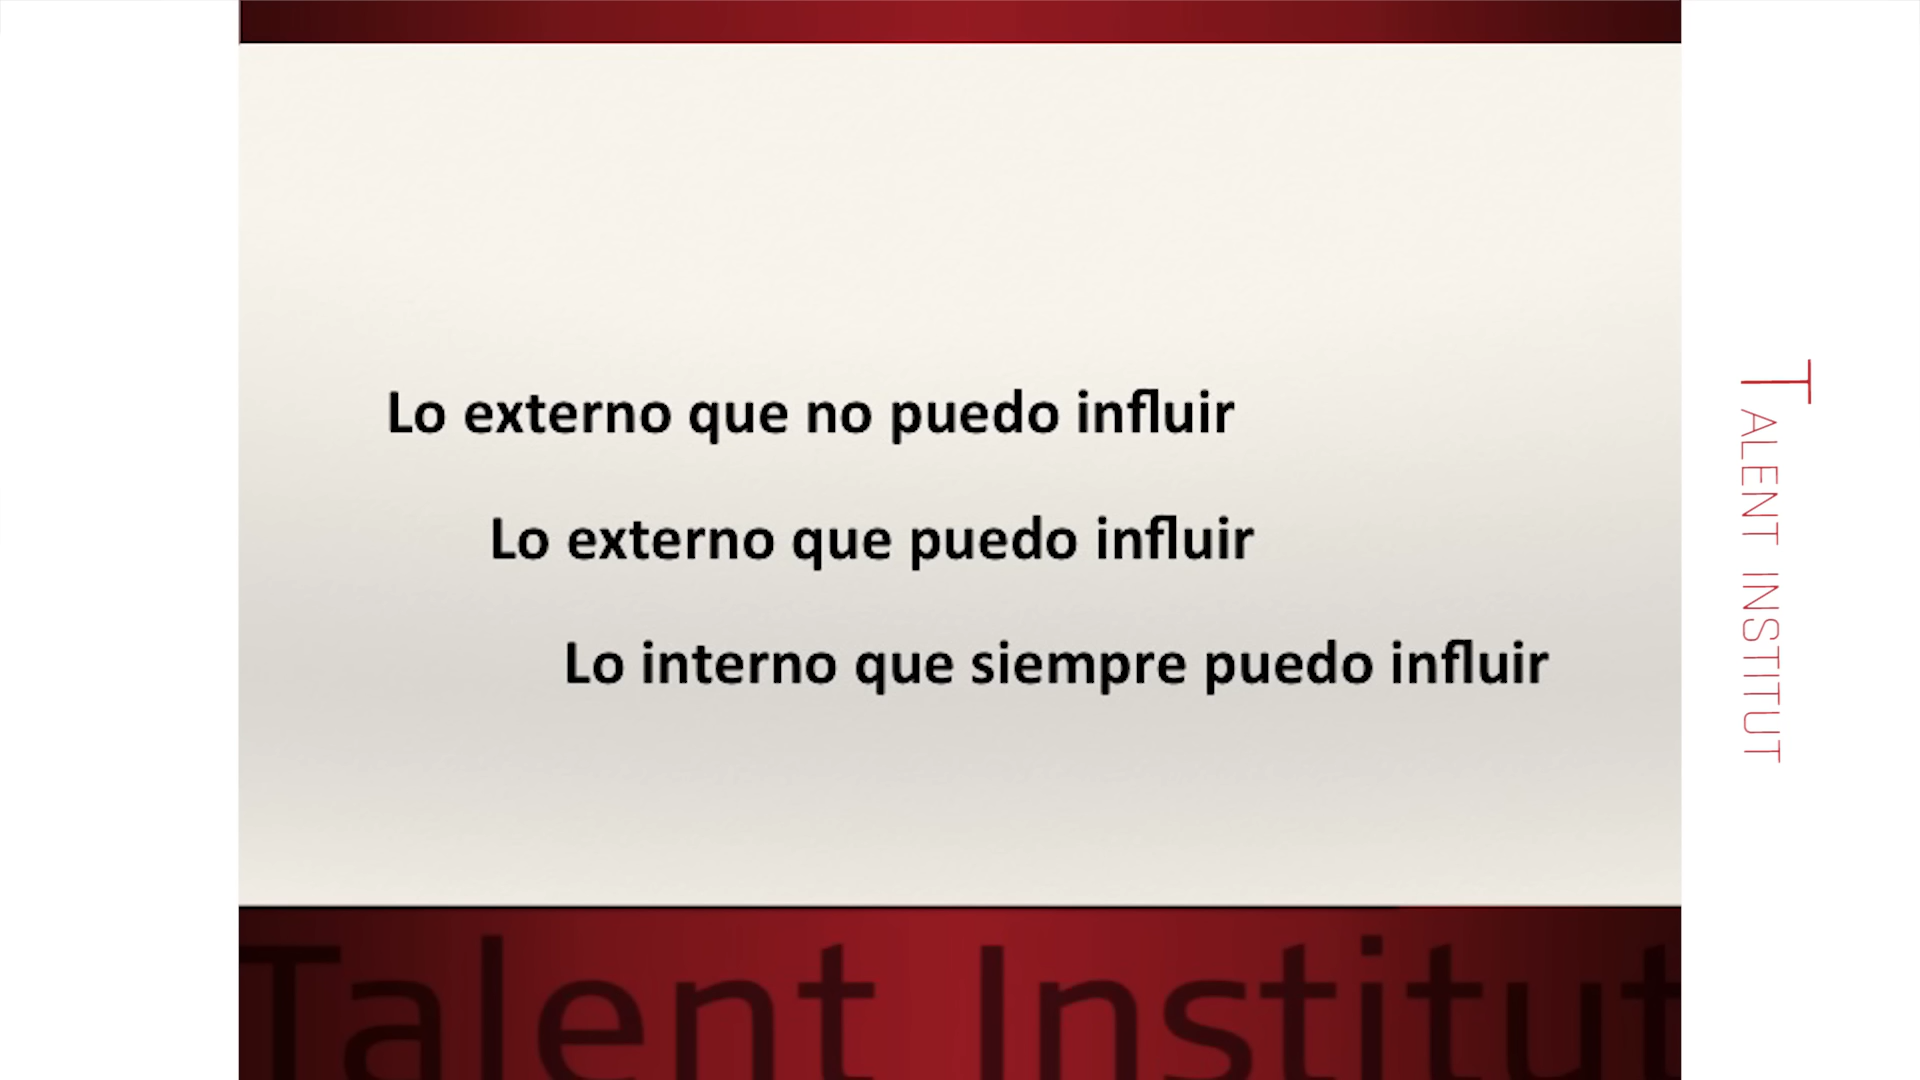 Lo externo que no puedo influir
Lo externo que puedo influir
Lo interno que siempre puedo influir
TALENT INSTITUT
Talent Institut